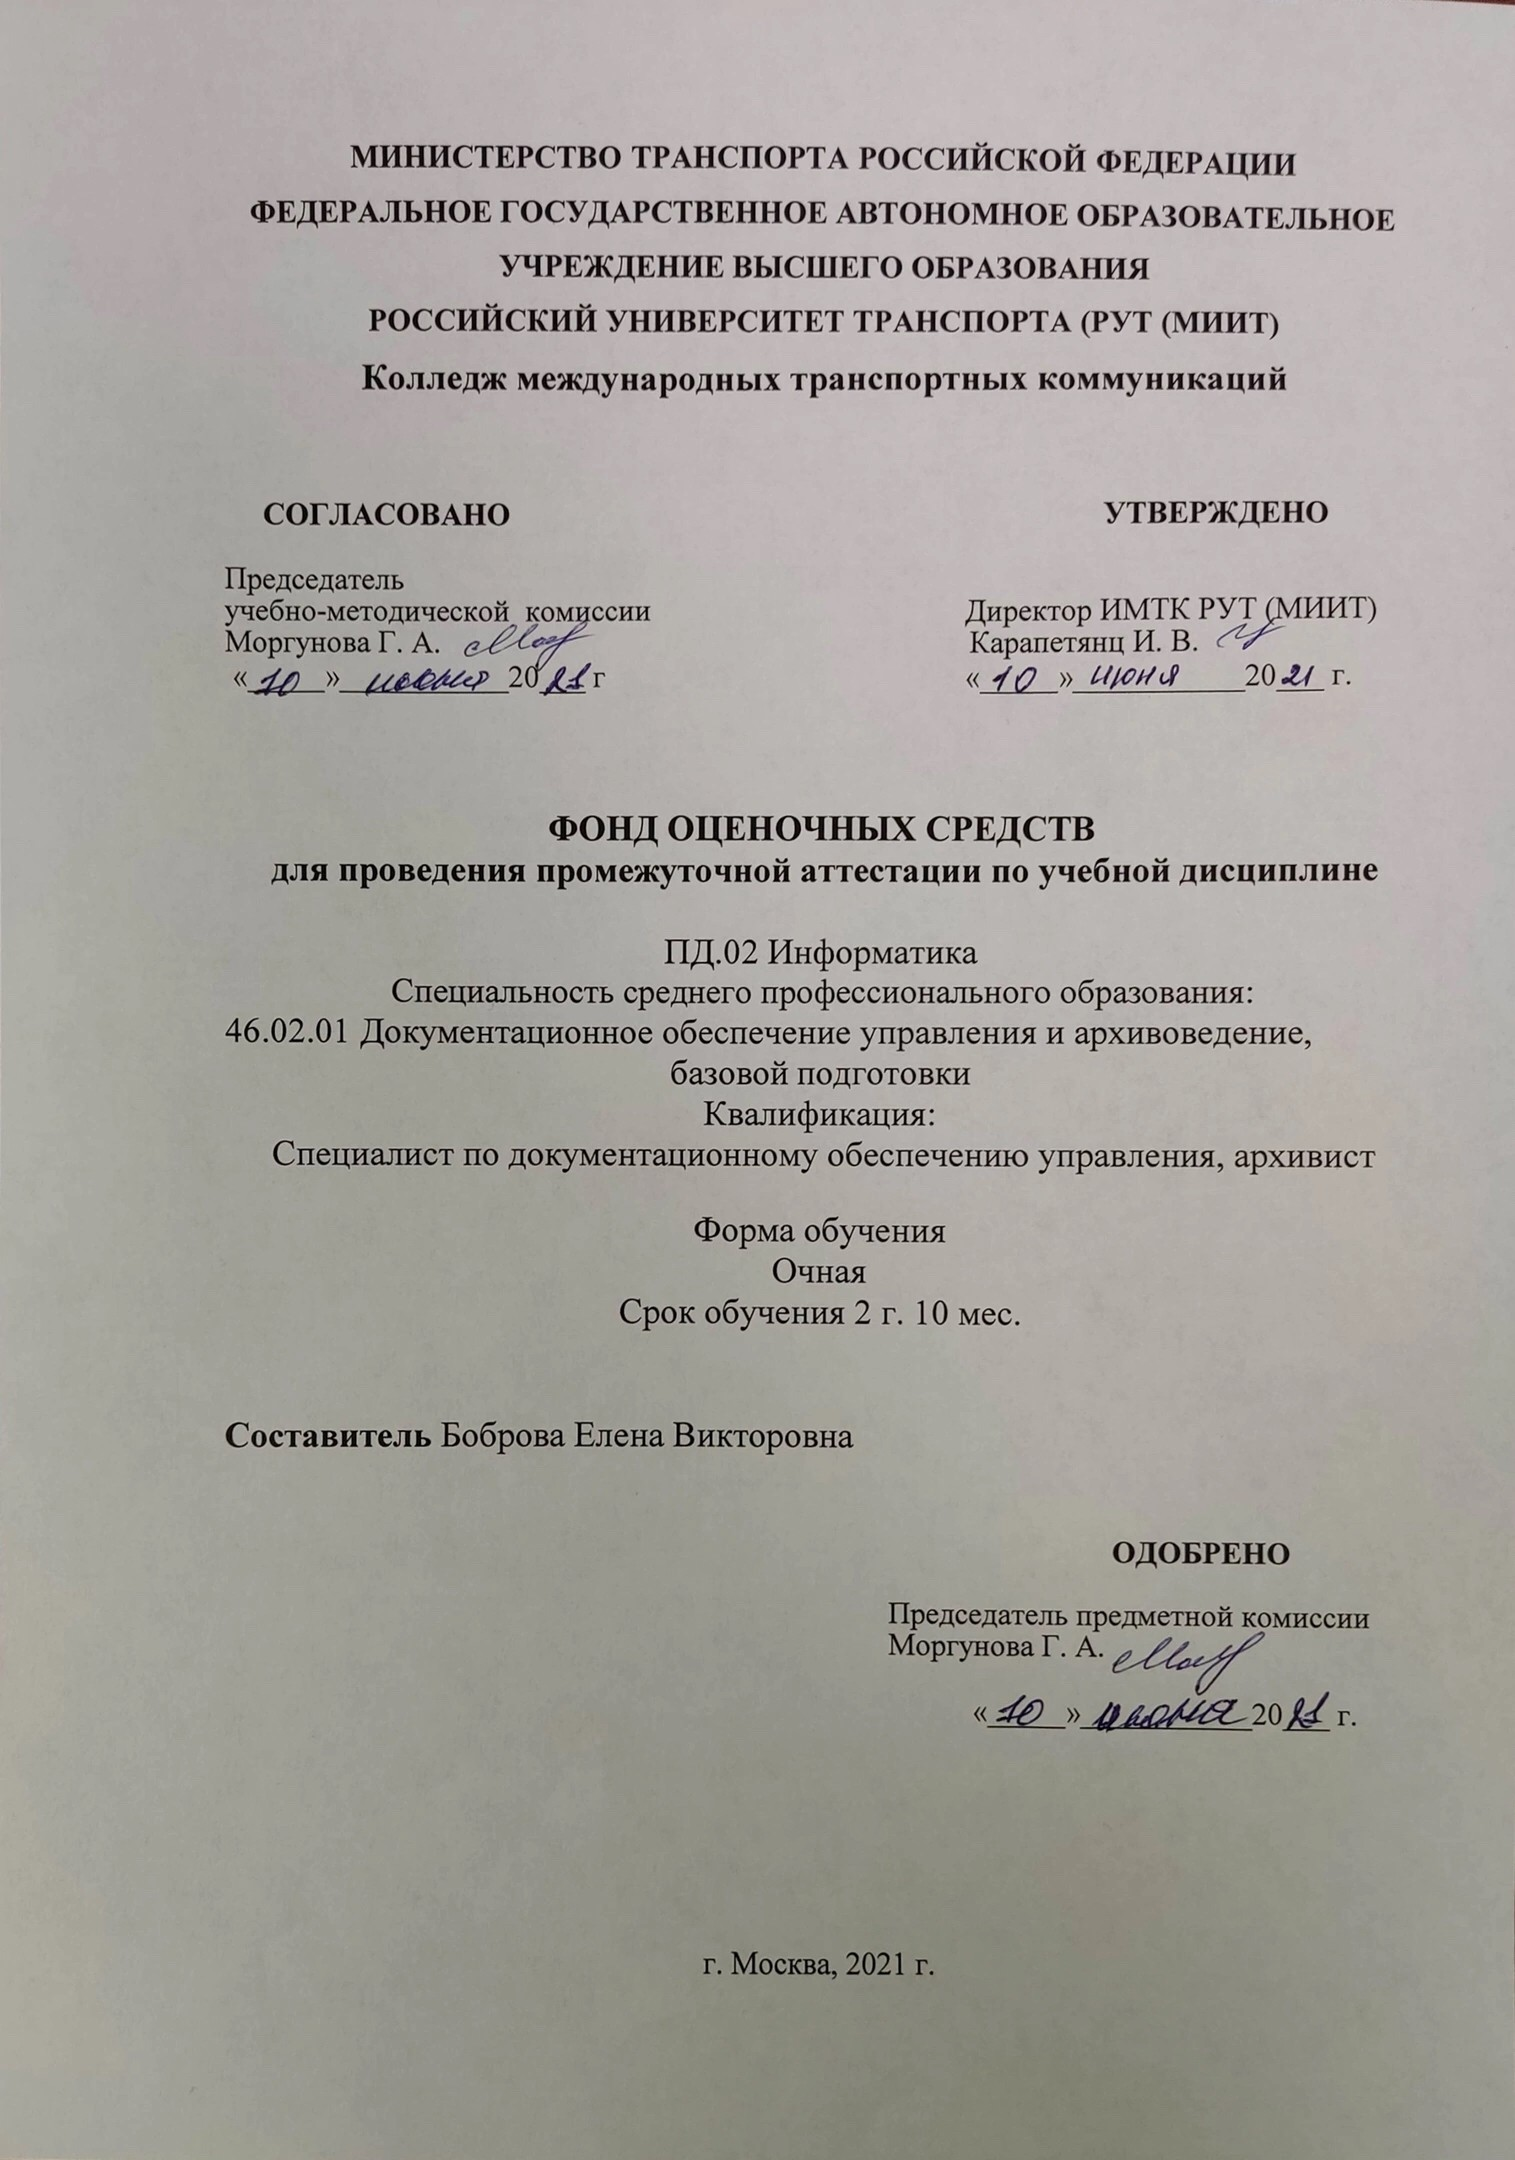 МИНИСТЕРСТВО ТРАНСПОРТА РОССИЙСКОЙ ФЕДЕРАЦИИ
ФЕДЕРАЛЬНОЕ ГОСУДАРСТВЕННОЕ АВТОНОМНОЕ ОБРАЗОВАТЕЛЬНОЕ
УЧРЕЖДЕНИЕ ВЫСШЕГО ОБРАЗОВАНИЯ
РОССИЙСКИЙ УНИВЕРСИТЕТ ТРАНСПОРТА (РУТ (МИИТ)
Колледж международных транспортных коммуникаций
СОГЛАСОВАНО
Председатель
учебно-методической комиссии
Моргунова Г. А.
«10» июня 2021 г
УТВЕРЖДЕНО
Директор ИМТК РУТ (МИИТ)
Карапетянц И. В.
«10» июня 2021 г.
ФОНД ОЦЕНОЧНЫХ СРЕДСТВ
для проведения промежуточной аттестации по учебной дисциплине
ПД.02 Информатика
Специальность среднего профессионального образования:
46.02.01 Документационное обеспечение управления и архивоведение,
базовой подготовки
Квалификация:
Специалист по документационному обеспечению управления, архивист
Форма обучения
Очная
Срок обучения 2 г. 10 мес.
Составитель Боброва Елена Викторовна
ОДОБРЕНО
Председатель предметной комиссии
Моргунова Г. А.
«10» июня 2021 г.
г. Москва, 2021 г.